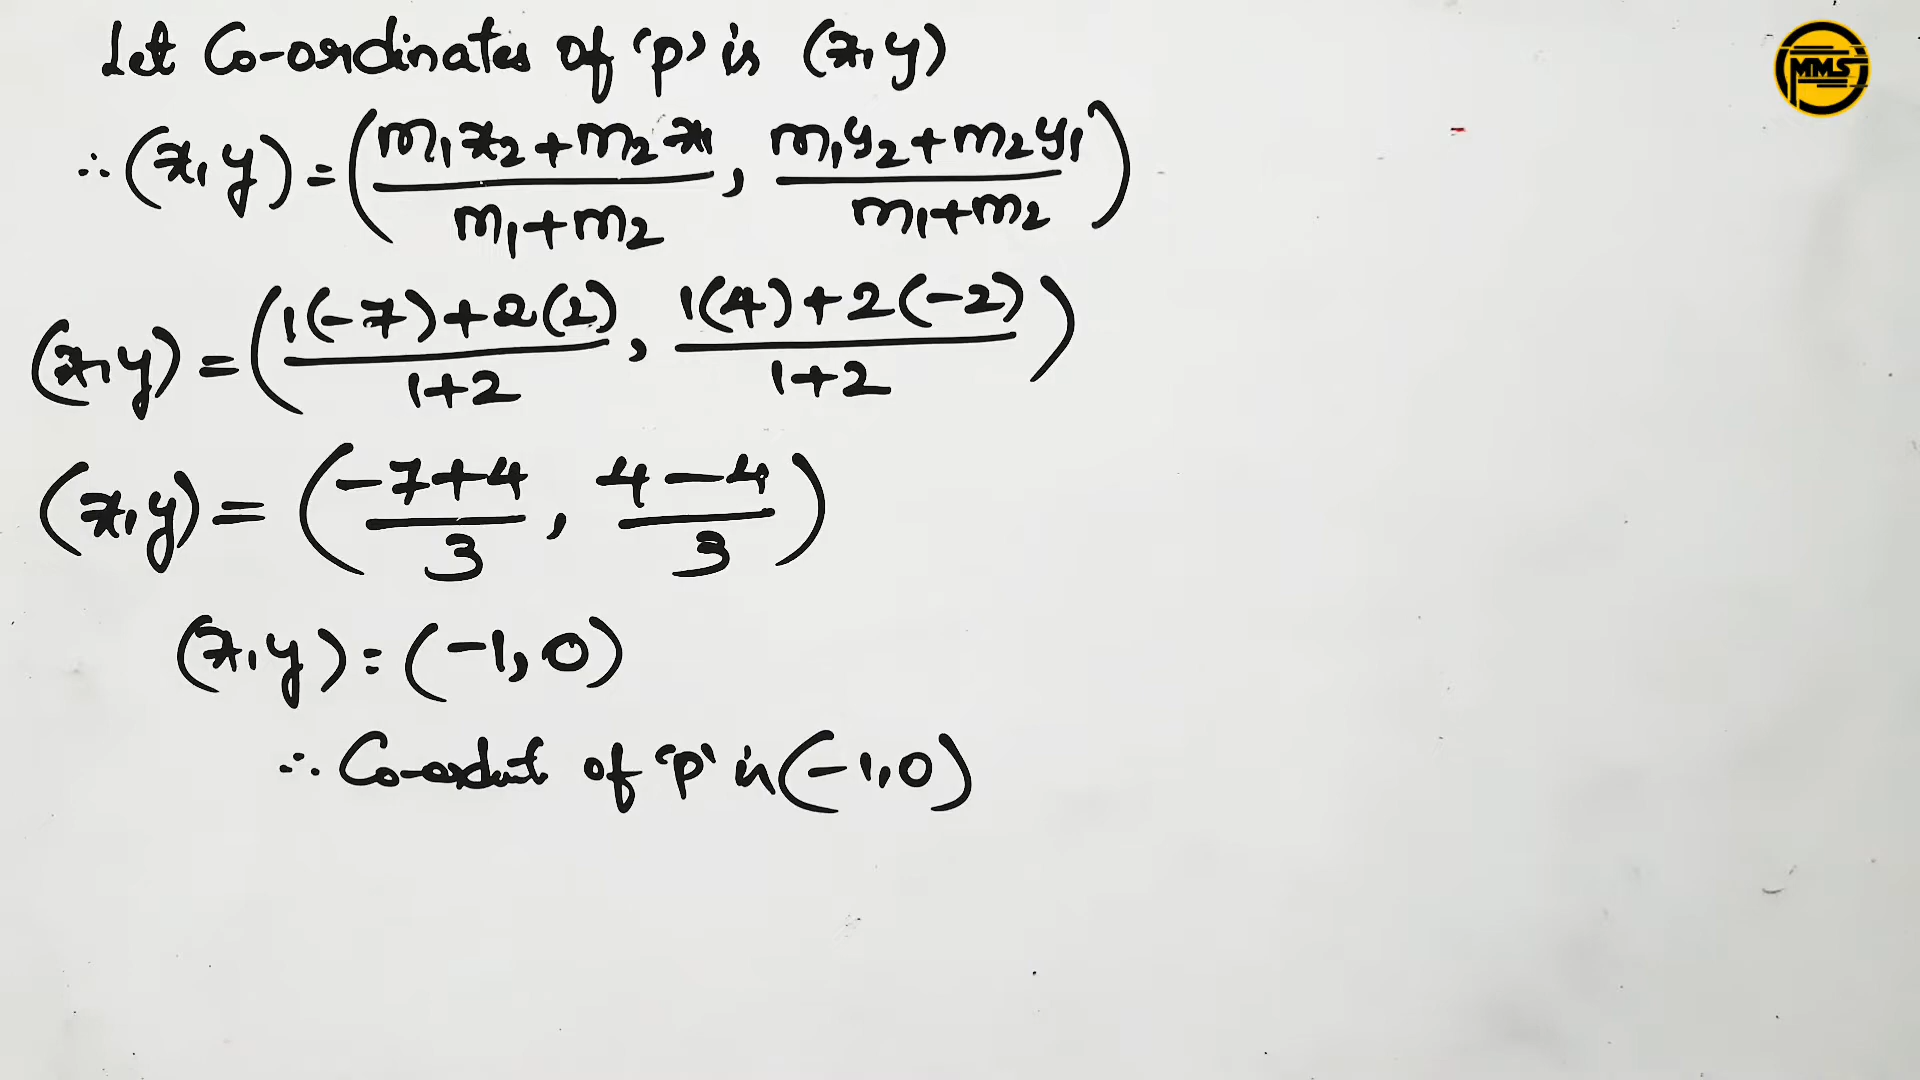 Let Co-ordinates of 'p' is (x, y)
MMS
∴ (x, y) = (m₁x₂+m₂x₁ / m₁+m₂ , m₁y₂+m₂y₁ / m₁+m₂)
(x, y) = (1(-7)+2(2) / 1+2 , 1(4)+2(-2) / 1+2)
(x, y) = (-7+4 / 3 , 4-4 / 3)
(x, y) = (-1, 0)
∴ Co-ordinate of 'p' is (-1, 0)